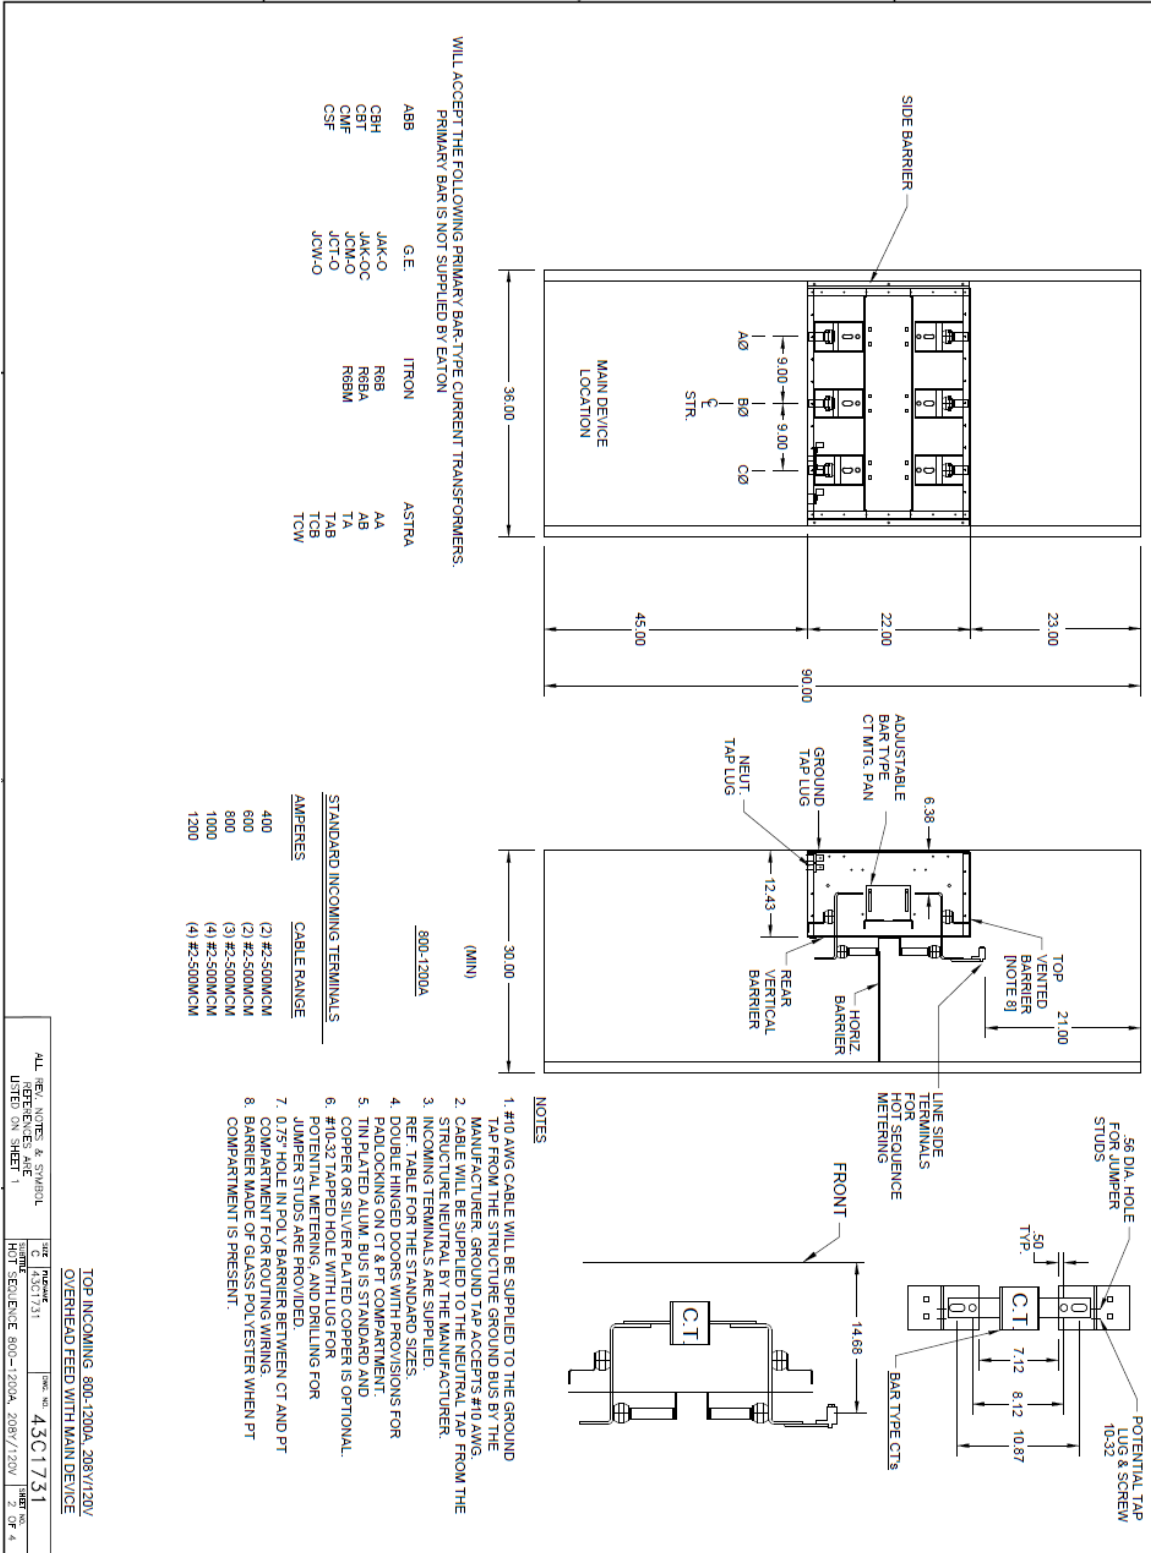 SIDE BARRIER
AØ
BØ
CØ
9.00
9.00
℄
STR.
MAIN DEVICE
LOCATION
36.00
23.00
22.00
45.00
90.00
WILL ACCEPT THE FOLLOWING PRIMARY BAR-TYPE CURRENT TRANSFORMERS.
PRIMARY BAR IS NOT SUPPLIED BY EATON
ABB
CBH
CBT
CMF
CSF
G.E.
JAK-O
JAK-OC
JCM-O
JCT-O
JCW-O
ITRON
R6B
R6BA
R6BM
ASTRA
AA
AB
TA
TAB
TCB
TCW
ADJUSTABLE
BAR TYPE
CT MTG. PAN
GROUND
TAP LUG
NEUT.
TAP LUG
6.38
12.43
TOP
VENTED
BARRIER
[NOTE 8]
21.00
REAR
VERTICAL
BARRIER
HORIZ.
BARRIER
LINE SIDE
TERMINALS
FOR
HOT SEQUENCE
METERING
30.00
(MIN)
800-1200A
STANDARD INCOMING TERMINALS
AMPERES CABLE RANGE
400 (2) #2-500MCM
600 (2) #2-500MCM
800 (3) #2-500MCM
1000 (4) #2-500MCM
1200 (4) #2-500MCM
.56 DIA. HOLE
FOR JUMPER
STUDS
.50
TYP.
C.T.
7.12
8.12
10.87
POTENTIAL TAP
LUG & SCREW
10-32
BAR TYPE CT's
FRONT
14.68
C.T.
NOTES
1. #10 AWG CABLE WILL BE SUPPLIED TO THE GROUND
TAP FROM THE STRUCTURE GROUND BUS BY THE
MANUFACTURER. GROUND TAP ACCEPTS #10 AWG.
2. CABLE WILL BE SUPPLIED TO THE NEUTRAL TAP FROM THE
STRUCTURE NEUTRAL BY THE MANUFACTURER.
3. INCOMING TERMINALS ARE SUPPLIED.
REF. TABLE FOR THE STANDARD SIZES.
4. DOUBLE HINGED DOORS WITH PROVISIONS FOR
PADLOCKING ON CT & PT COMPARTMENT.
5. TIN PLATED ALUM. BUS IS STANDARD AND
COPPER OR SILVER PLATED COPPER IS OPTIONAL.
6. #10-32 TAPPED HOLE WITH LUG FOR
POTENTIAL METERING, AND DRILLING FOR
JUMPER STUDS ARE PROVIDED.
7. 0.75" HOLE IN POLY BARRIER BETWEEN CT AND PT
COMPARTMENT FOR ROUTING WIRING.
8. BARRIER MADE OF GLASS POLYESTER WHEN PT
COMPARTMENT IS PRESENT.
TOP INCOMING 800-1200A, 208Y/120V
OVERHEAD FEED WITH MAIN DEVICE
ALL REV. NOTES & SYMBOL
REFERENCES ARE
LISTED ON SHEET 1
SIZE
C
FILENAME
43C1731
DWG. NO.
43C1731
SUBTITLE
HOT SEQUENCE 800-1200A, 208Y/120V
SHEET NO.
2 OF 4